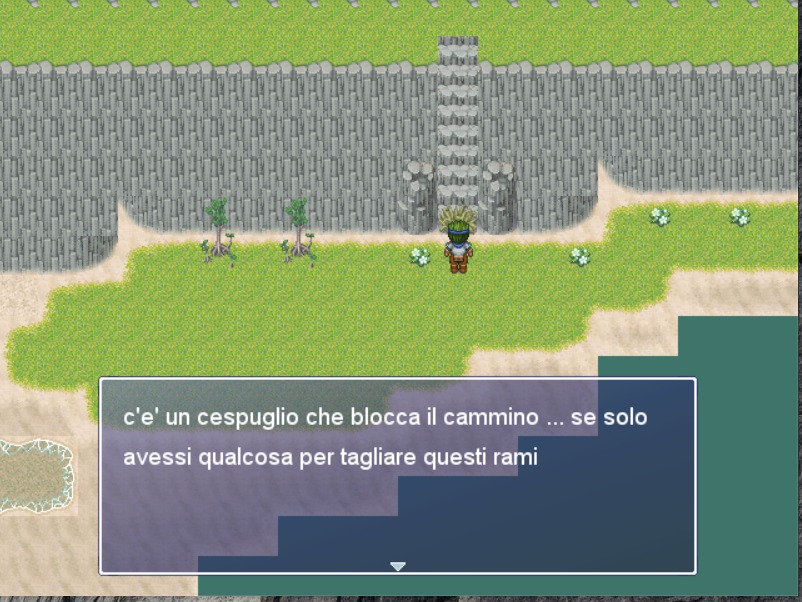 c'e' un cespuglio che blocca il cammino ... se solo
avessi qualcosa per tagliare questi rami